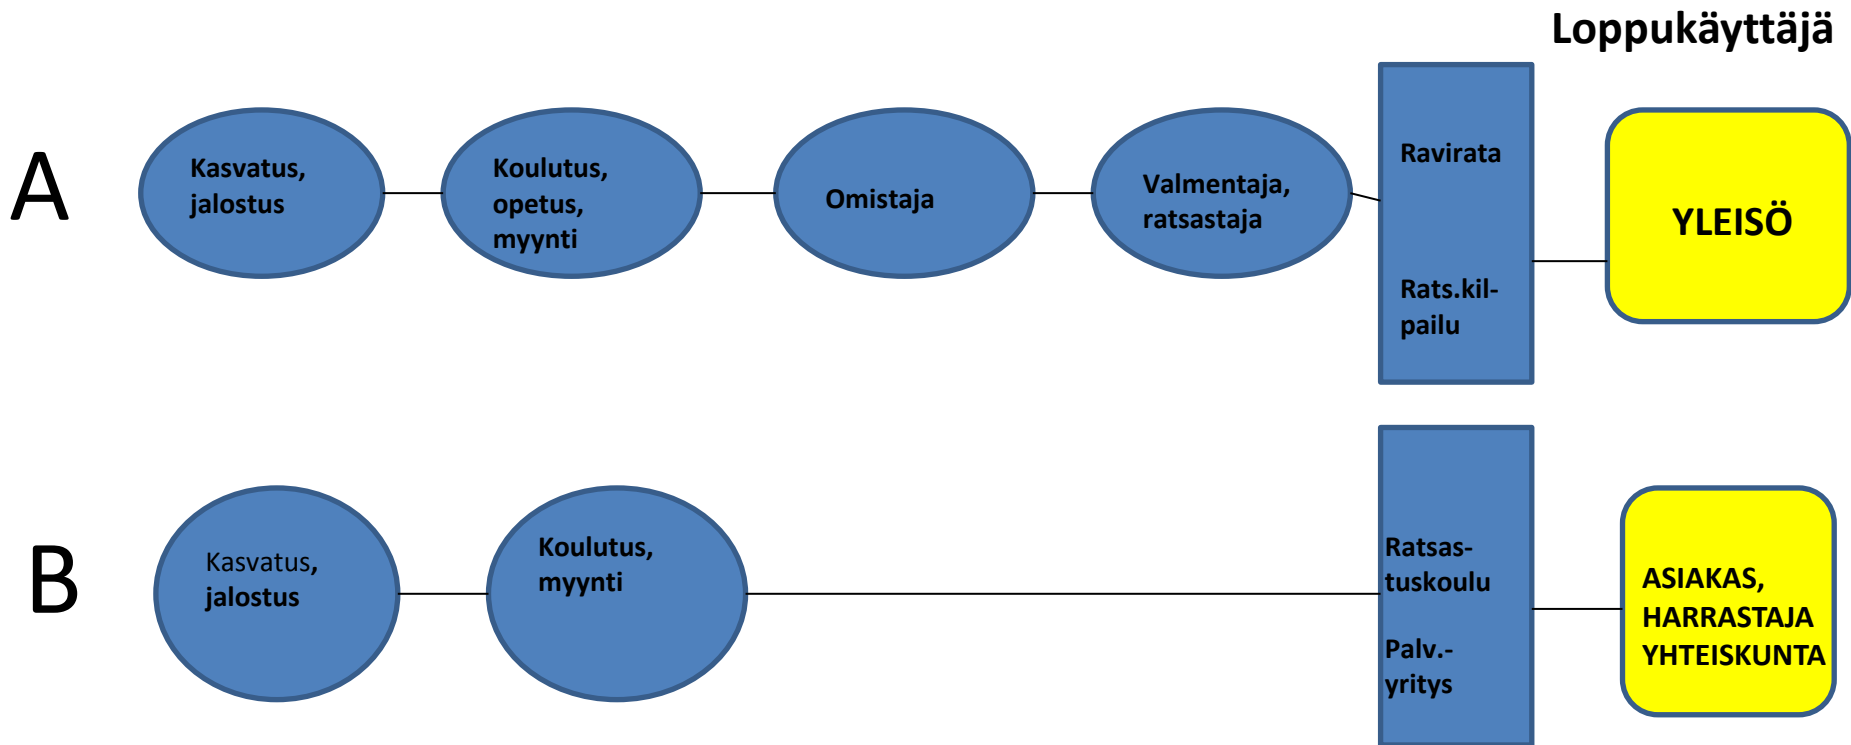 Loppukäyttäjä
A
Kasvatus,
jalostus
Koulutus,
opetus,
myynti
Omistaja
Valmentaja,
ratsastaja
Ravirata
Rats.kil-
pailu
YLEISÖ
B
Kasvatus,
jalostus
Koulutus,
myynti
Ratsas-
tuskoulu
Palv.-
yritys
ASIAKAS,
HARRASTAJA
YHTEISKUNTA